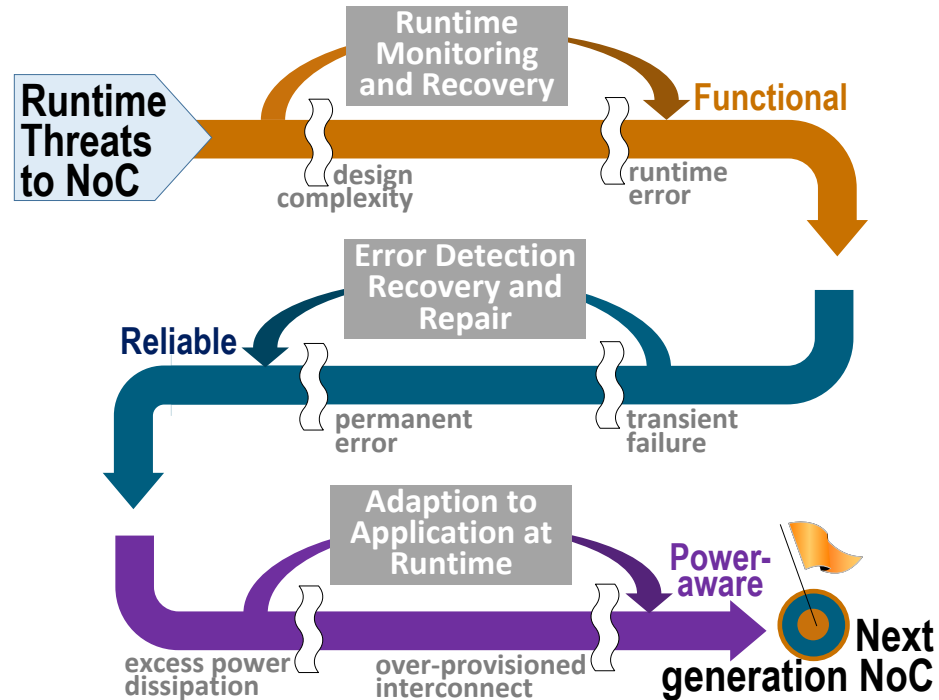 Runtime
Monitoring
and Recovery
Runtime
Threats
to NoC
Functional
design
complexity
runtime
error
Error Detection
Recovery and
Repair
Reliable
permanent
error
transient
failure
Adaption to
Application at
Runtime
Power-
aware
excess power
dissipation
over-provisioned
interconnect
Next
generation NoC